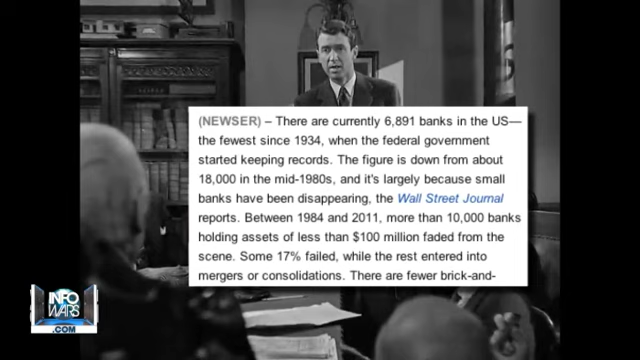 (NEWSER) – There are currently 6,891 banks in the US—
the fewest since 1934, when the federal government
started keeping records. The figure is down from about
18,000 in the mid-1980s, and it's largely because small
banks have been disappearing, the Wall Street Journal
reports. Between 1984 and 2011, more than 10,000 banks
holding assets of less than $100 million faded from the
scene. Some 17% failed, while the rest entered into
mergers or consolidations. There are fewer brick-and-
INFO
WARS
.COM